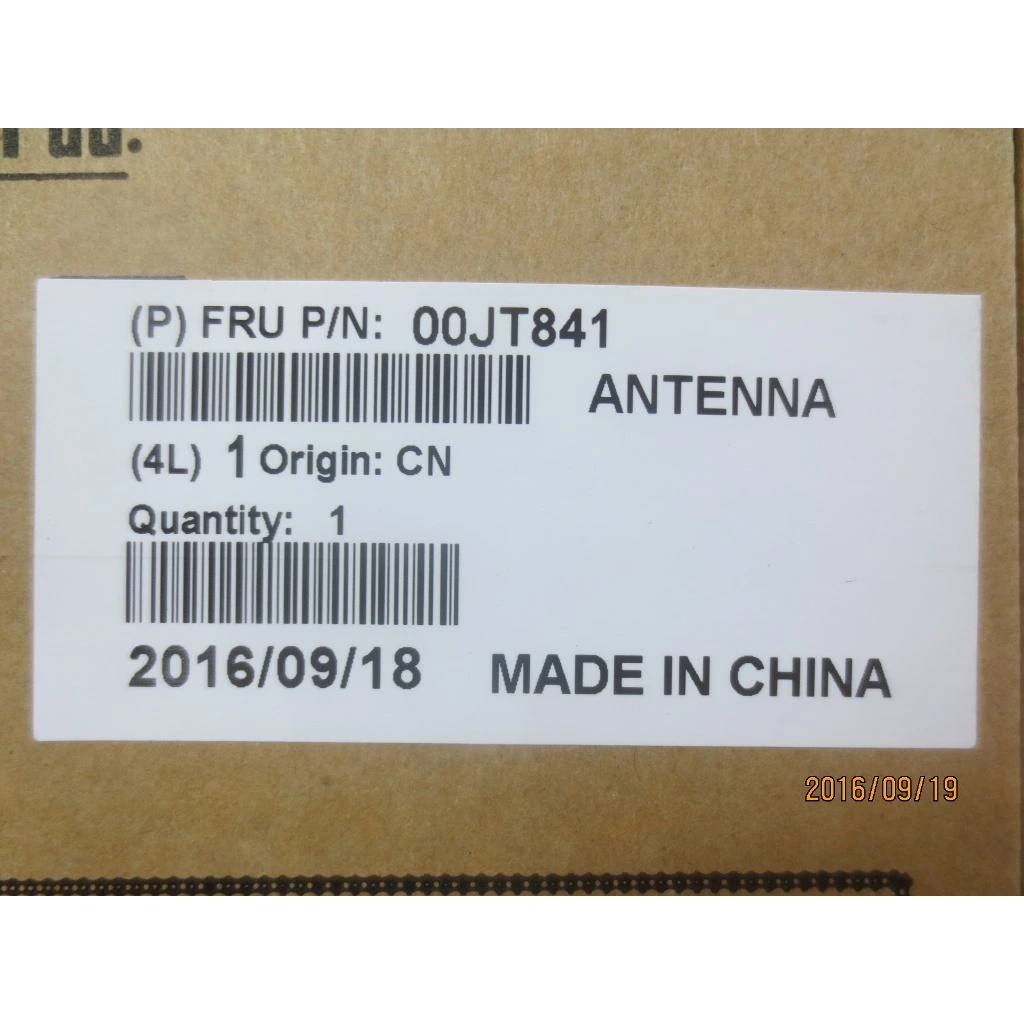 (P) FRU P/N: 00JT841
ANTENNA
(4L) 1 Origin: CN
Quantity: 1
2016/09/18 MADE IN CHINA
2016/09/19